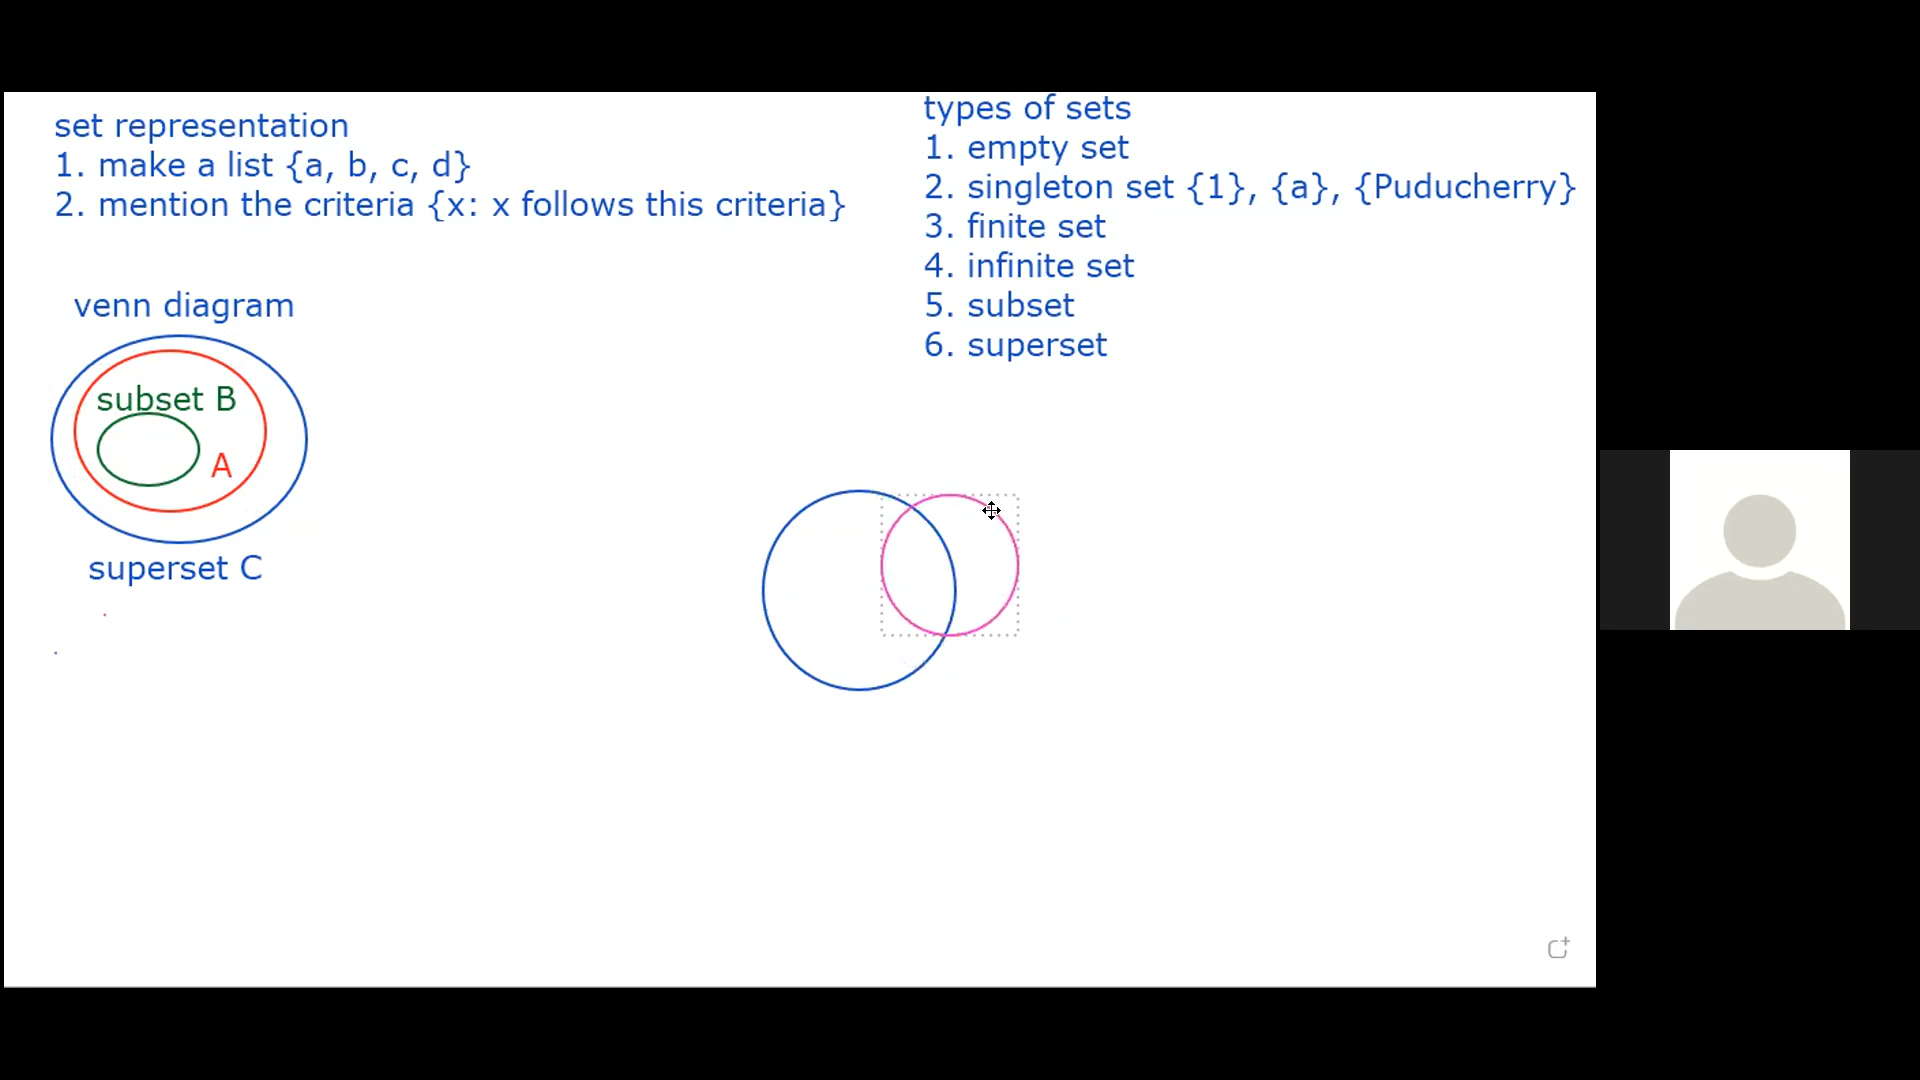 set representation
1. make a list {a, b, c, d}
2. mention the criteria {x: x follows this criteria}
types of sets
1. empty set
2. singleton set {1}, {a}, {Puducherry}
3. finite set
4. infinite set
5. subset
6. superset
venn diagram
subset B
A
superset C